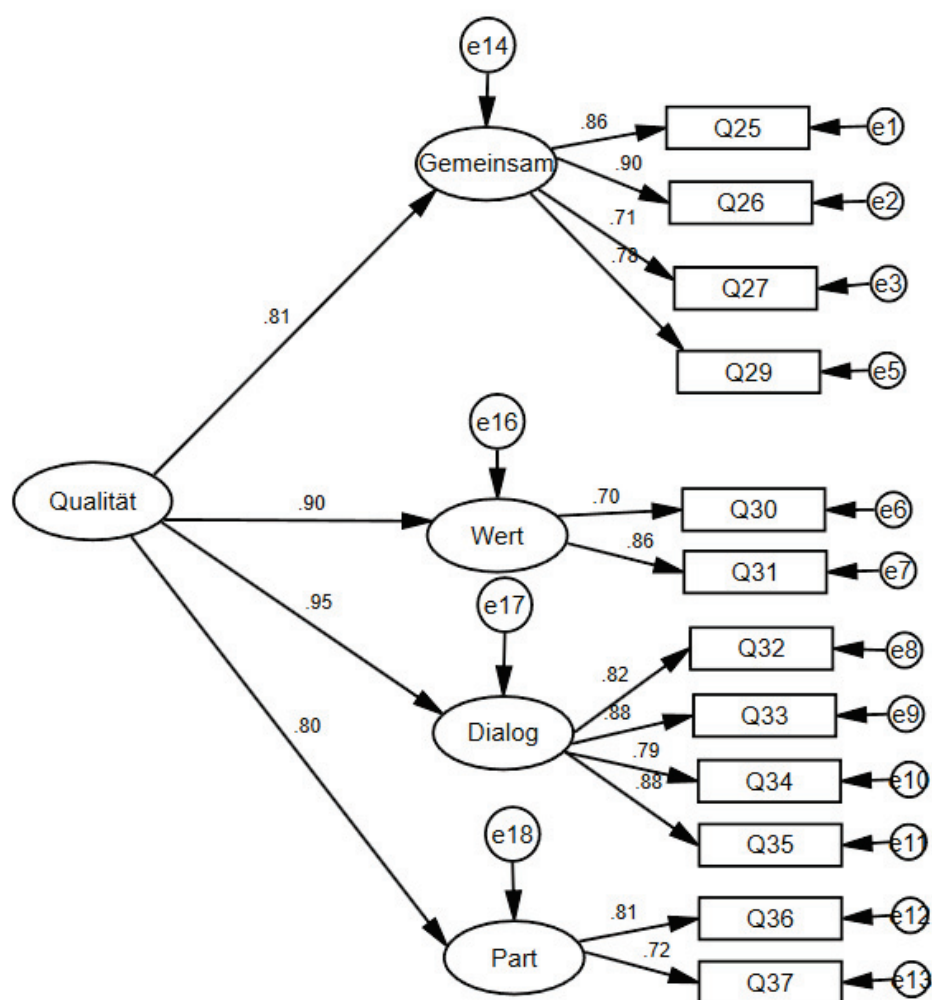 e14
.86
Q25
e1
Gemeinsam
.90
Q26
e2
.71
.78
Q27
e3
.81
Q29
e5
e16
Qualität
.90
Wert
.70
Q30
e6
.86
Q31
e7
e17
.95
.82
Q32
e8
Dialog
.88
Q33
e9
.79
Q34
e10
.88
.80
Q35
e11
e18
.81
Q36
e12
Part
.72
Q37
e13